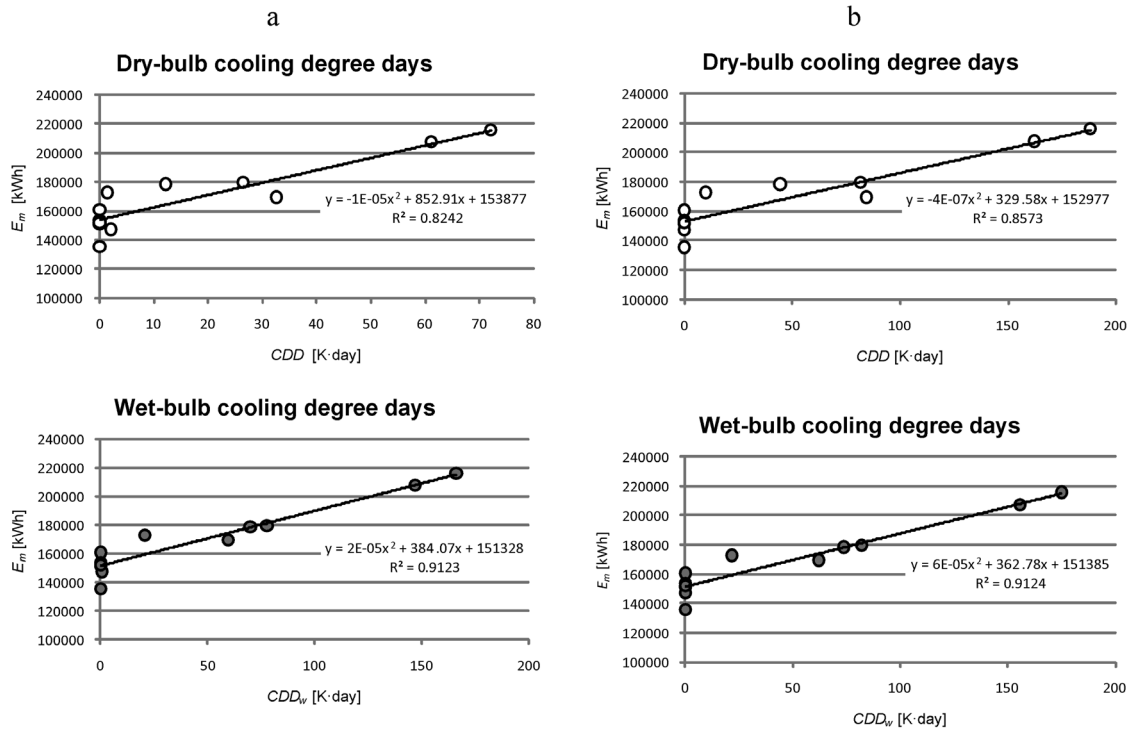 a
Dry-bulb cooling degree days
240000
220000
200000
180000
160000
140000
120000
100000
E_m [kWh]
y = -1E-05x² + 852.91x + 153877
R² = 0.8242
0 10 20 30 40 50 60 70 80
CDD [K·day]
Wet-bulb cooling degree days
240000
220000
200000
180000
160000
140000
120000
100000
E_m [kWh]
y = 2E-05x² + 384.07x + 151328
R² = 0.9123
0 50 100 150 200
CDD_w [K·day]
b
Dry-bulb cooling degree days
240000
220000
200000
180000
160000
140000
120000
100000
E_m [kWh]
y = -4E-07x² + 329.58x + 152977
R² = 0.8573
0 50 100 150 200
CDD [K·day]
Wet-bulb cooling degree days
240000
220000
200000
180000
160000
140000
120000
100000
E_m [kWh]
y = 6E-05x² + 362.78x + 151385
R² = 0.9124
0 50 100 150 200
CDD_w [K·day]